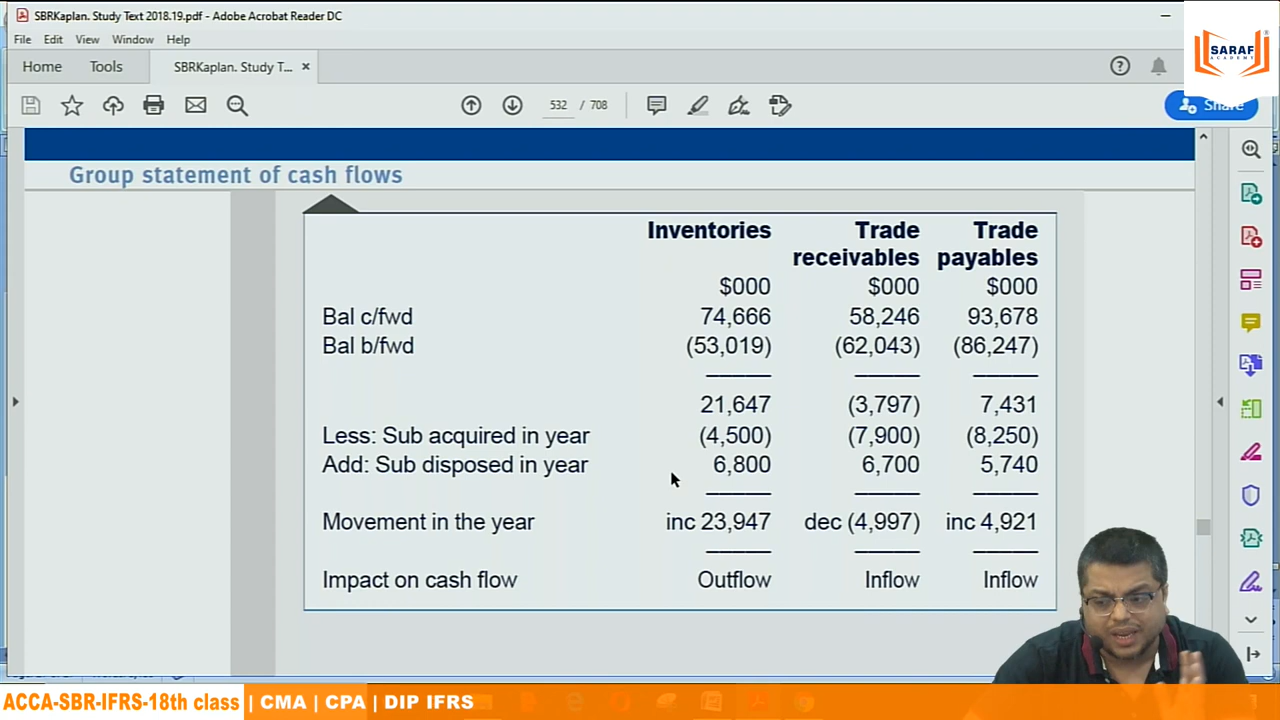 SBRKaplan. Study Text 2018.19.pdf - Adobe Acrobat Reader DC
File Edit View Window Help
Home Tools SBRKaplan. Study T... ×
532 / 708
Share
SARAF
ACADEMY
Group statement of cash flows
Inventories Trade receivables Trade payables
$000 $000 $000
Bal c/fwd 74,666 58,246 93,678
Bal b/fwd (53,019) (62,043) (86,247)
21,647 (3,797) 7,431
Less: Sub acquired in year (4,500) (7,900) (8,250)
Add: Sub disposed in year 6,800 6,700 5,740
Movement in the year inc 23,947 dec (4,997) inc 4,921
Impact on cash flow Outflow Inflow Inflow
ACCA-SBR-IFRS-18th class | CMA | CPA | DIP IFRS